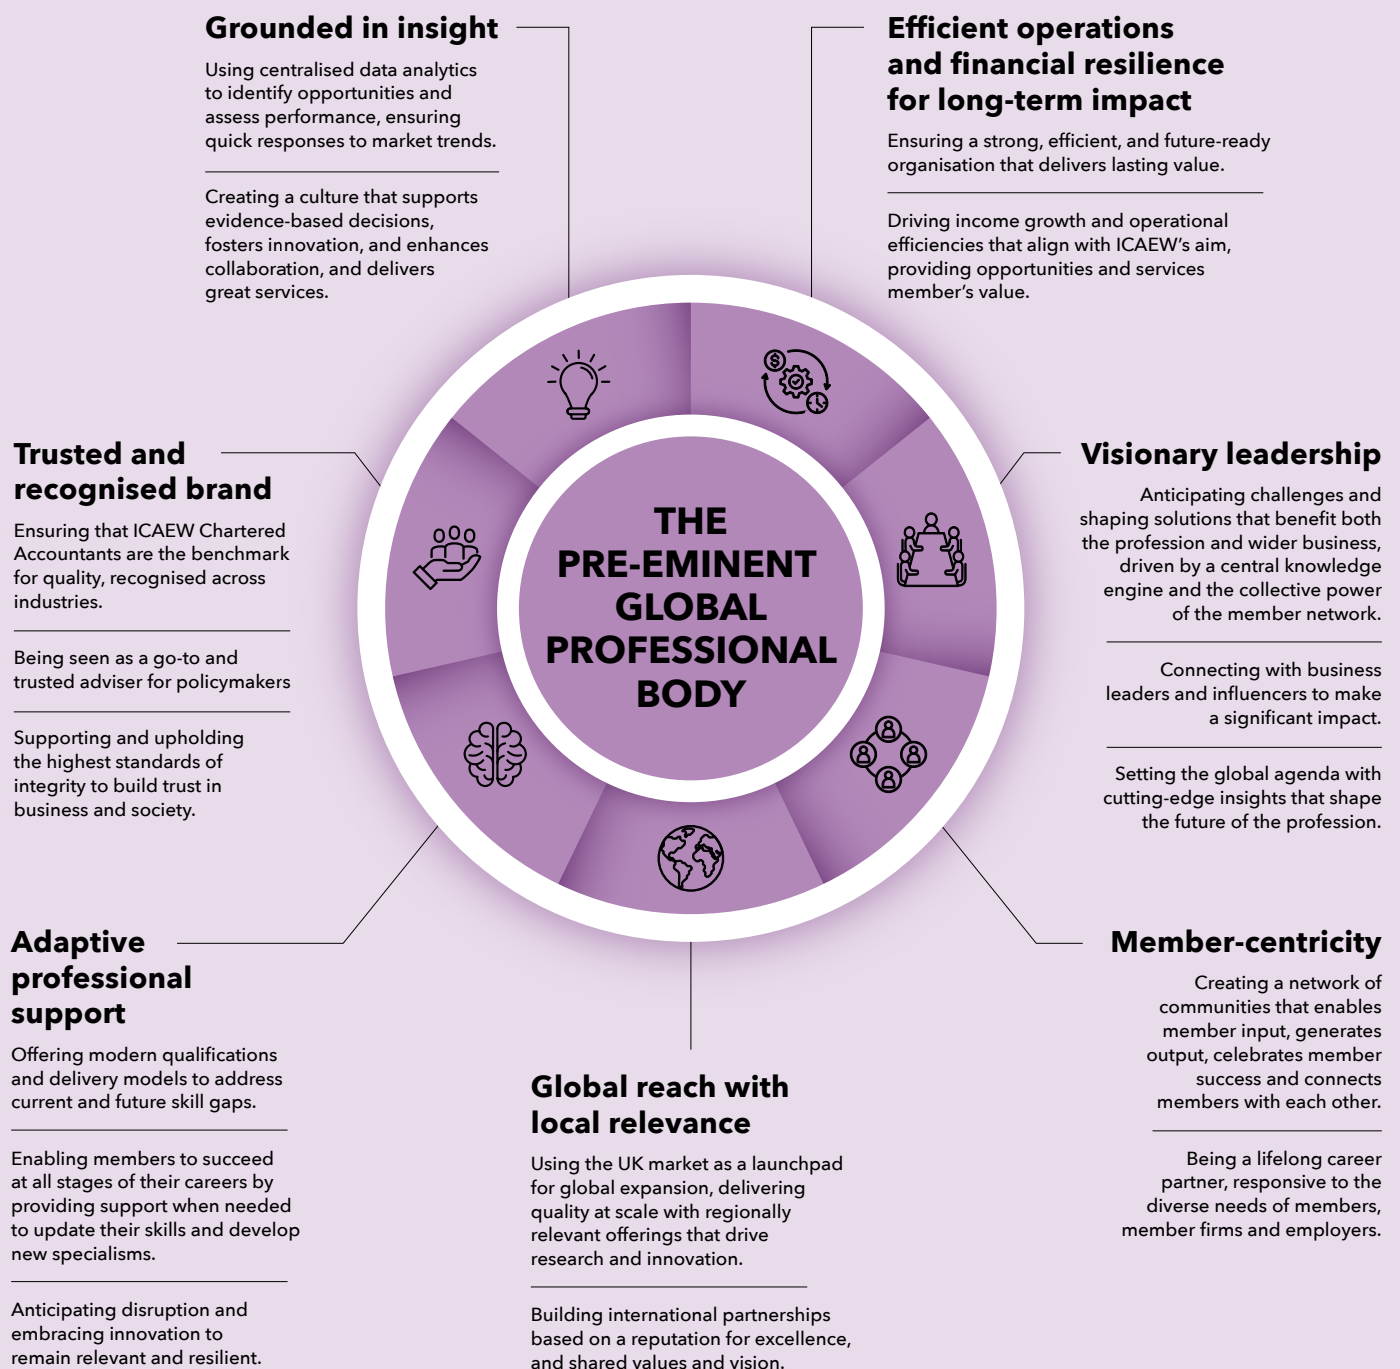 Grounded in insight
Using centralised data analytics
to identify opportunities and
assess performance, ensuring
quick responses to market trends.
Creating a culture that supports
evidence-based decisions,
fosters innovation, and enhances
collaboration, and delivers
great services.
Efficient operations
and financial resilience
for long-term impact
Ensuring a strong, efficient, and future-ready
organisation that delivers lasting value.
Driving income growth and operational
efficiencies that align with ICAEW’s aim,
providing opportunities and services
member’s value.
Trusted and
recognised brand
Ensuring that ICAEW Chartered
Accountants are the benchmark
for quality, recognised across
industries.
Being seen as a go-to and
trusted adviser for policymakers
Supporting and upholding
the highest standards of
integrity to build trust in
business and society.
THE
PRE-EMINENT
GLOBAL
PROFESSIONAL
BODY
Visionary leadership
Anticipating challenges and
shaping solutions that benefit both
the profession and wider business,
driven by a central knowledge
engine and the collective power
of the member network.
Connecting with business
leaders and influencers to make
a significant impact.
Setting the global agenda with
cutting-edge insights that shape
the future of the profession.
Adaptive
professional
support
Offering modern qualifications
and delivery models to address
current and future skill gaps.
Enabling members to succeed
at all stages of their careers by
providing support when needed
to update their skills and develop
new specialisms.
Anticipating disruption and
embracing innovation to
remain relevant and resilient.
Global reach with
local relevance
Using the UK market as a launchpad
for global expansion, delivering
quality at scale with regionally
relevant offerings that drive
research and innovation.
Building international partnerships
based on a reputation for excellence,
and shared values and vision.
Member-centricity
Creating a network of
communities that enables
member input, generates
output, celebrates member
success and connects
members with each other.
Being a lifelong career
partner, responsive to the
diverse needs of members,
member firms and employers.